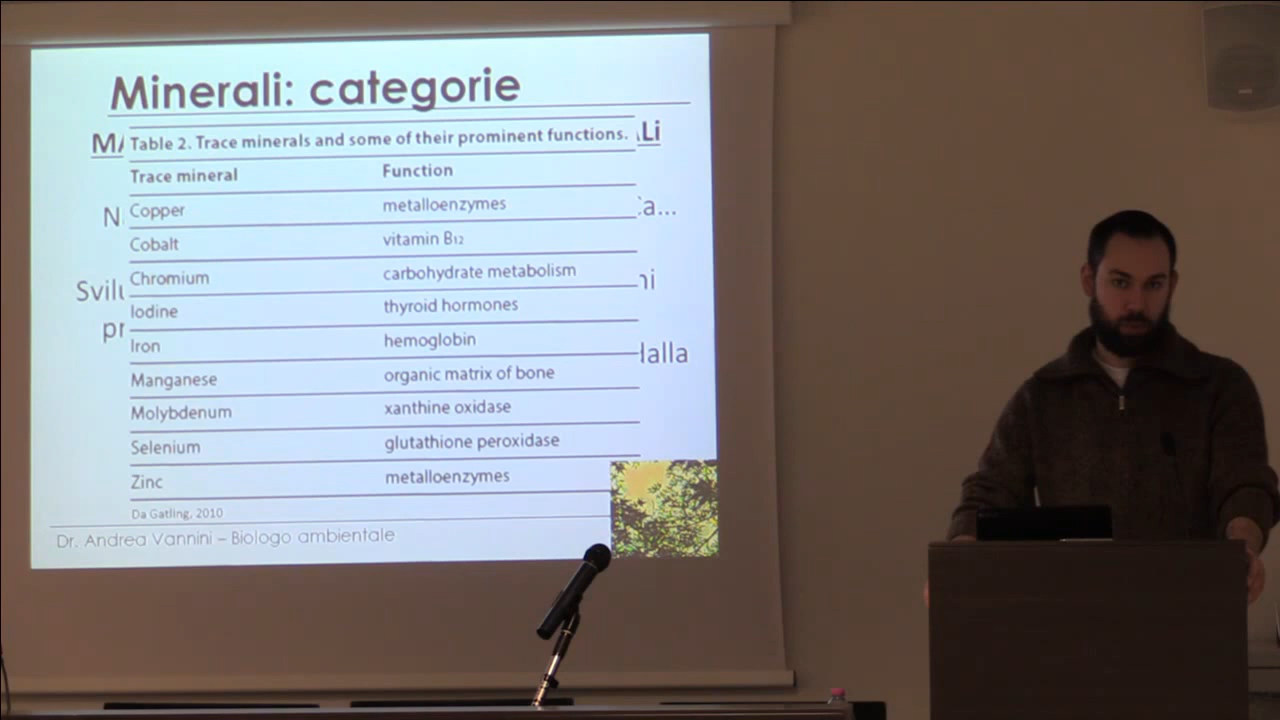 Minerali: categorie
Table 2. Trace minerals and some of their prominent functions.
Trace mineral Function
Copper metalloenzymes
Cobalt vitamin B12
Chromium carbohydrate metabolism
Iodine thyroid hormones
Iron hemoglobin
Manganese organic matrix of bone
Molybdenum xanthine oxidase
Selenium glutathione peroxidase
Zinc metalloenzymes
Da Gatling, 2010
Dr. Andrea Vannini – Biologo ambientale